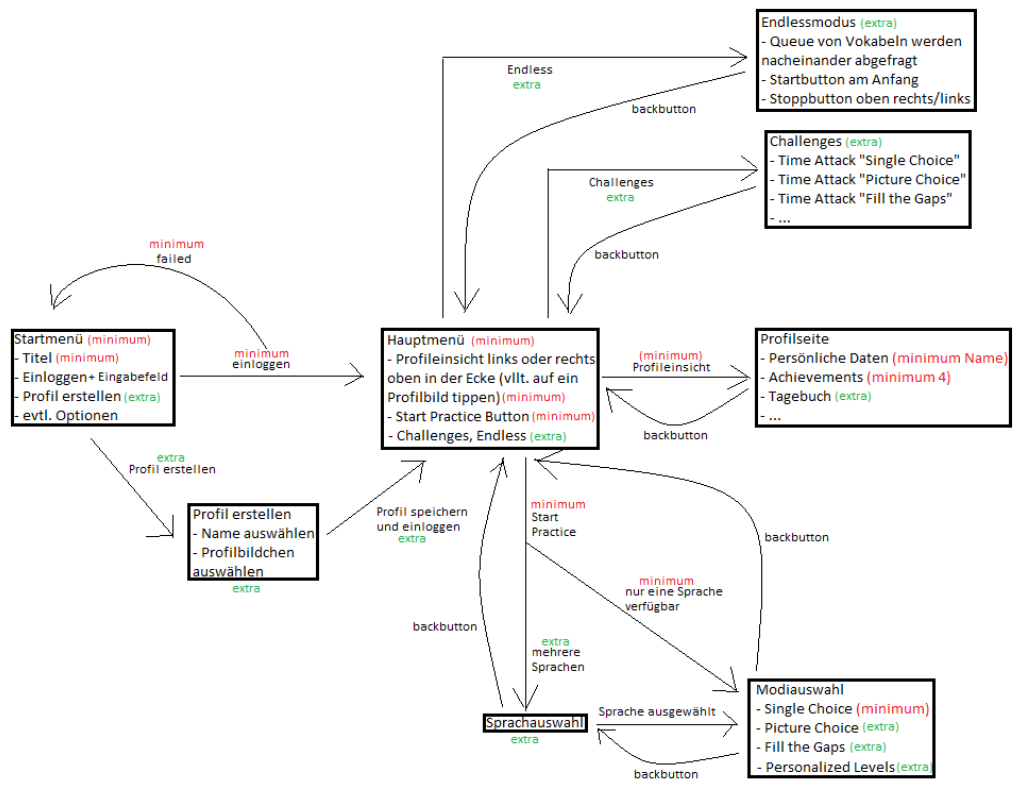 Endlessmodus (extra)
- Queue von Vokabeln werden
nacheinander abgefragt
- Startbutton am Anfang
- Stoppbutton oben rechts/links
Endless
extra
backbutton
Challenges (extra)
- Time Attack "Single Choice"
- Time Attack "Picture Choice"
- Time Attack "Fill the Gaps"
- ...
Challenges
extra
backbutton
minimum
failed
Startmenü (minimum)
- Titel (minimum)
- Einloggen + Eingabefeld
- Profil erstellen (extra)
- evtl. Optionen
minimum
einloggen
Hauptmenü (minimum)
- Profileinsicht links oder rechts
oben in der Ecke (vllt. auf ein
Profilbild tippen) (minimum)
- Start Practice Button (minimum)
- Challenges, Endless (extra)
(minimum)
Profileinsicht
backbutton
Profilseite
- Persönliche Daten (minimum Name)
- Achievements (minimum 4)
- Tagebuch (extra)
- ...
extra
Profil erstellen
Profil erstellen
- Name auswählen
- Profilbildchen
auswählen
extra
Profil speichern
und einloggen
extra
minimum
Start
Practice
backbutton
minimum
nur eine Sprache
verfügbar
backbutton
extra
mehrere
Sprachen
Sprachauswahl
extra
Sprache ausgewählt
backbutton
Modiauswahl
- Single Choice (minimum)
- Picture Choice (extra)
- Fill the Gaps (extra)
- Personalized Levels (extra)